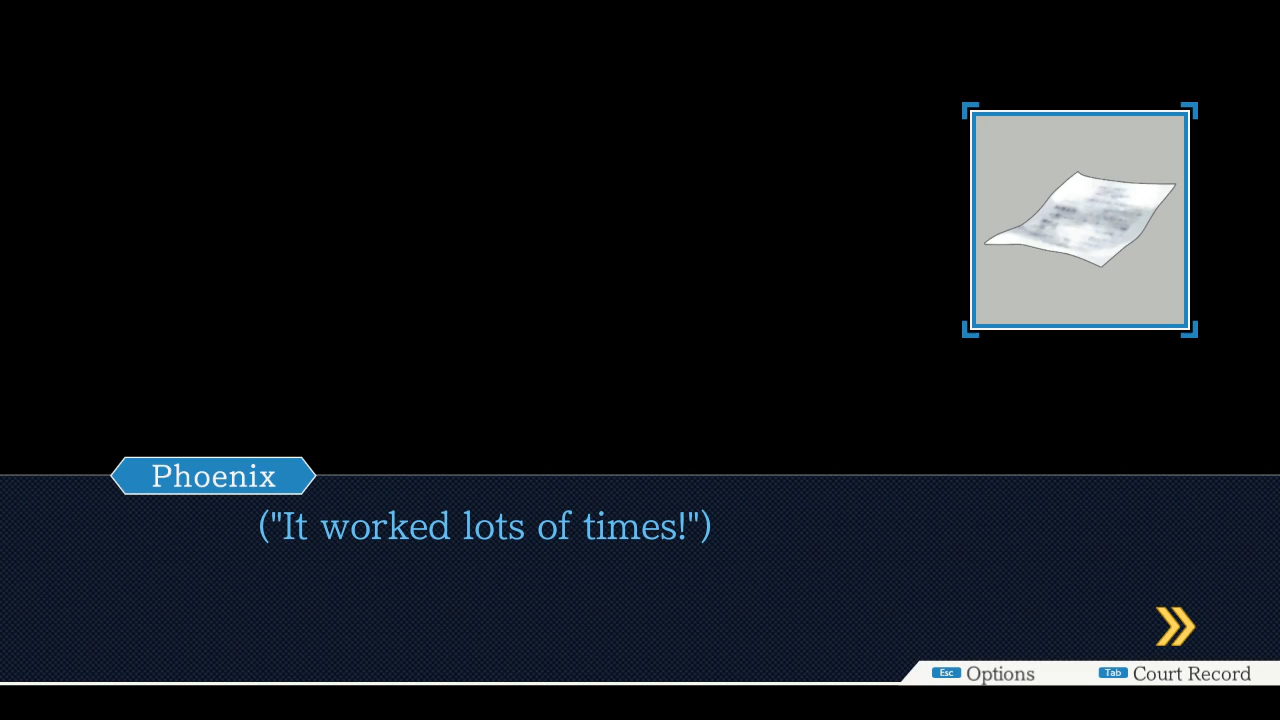 Phoenix
("It worked lots of times!")
Esc Options
Tab Court Record